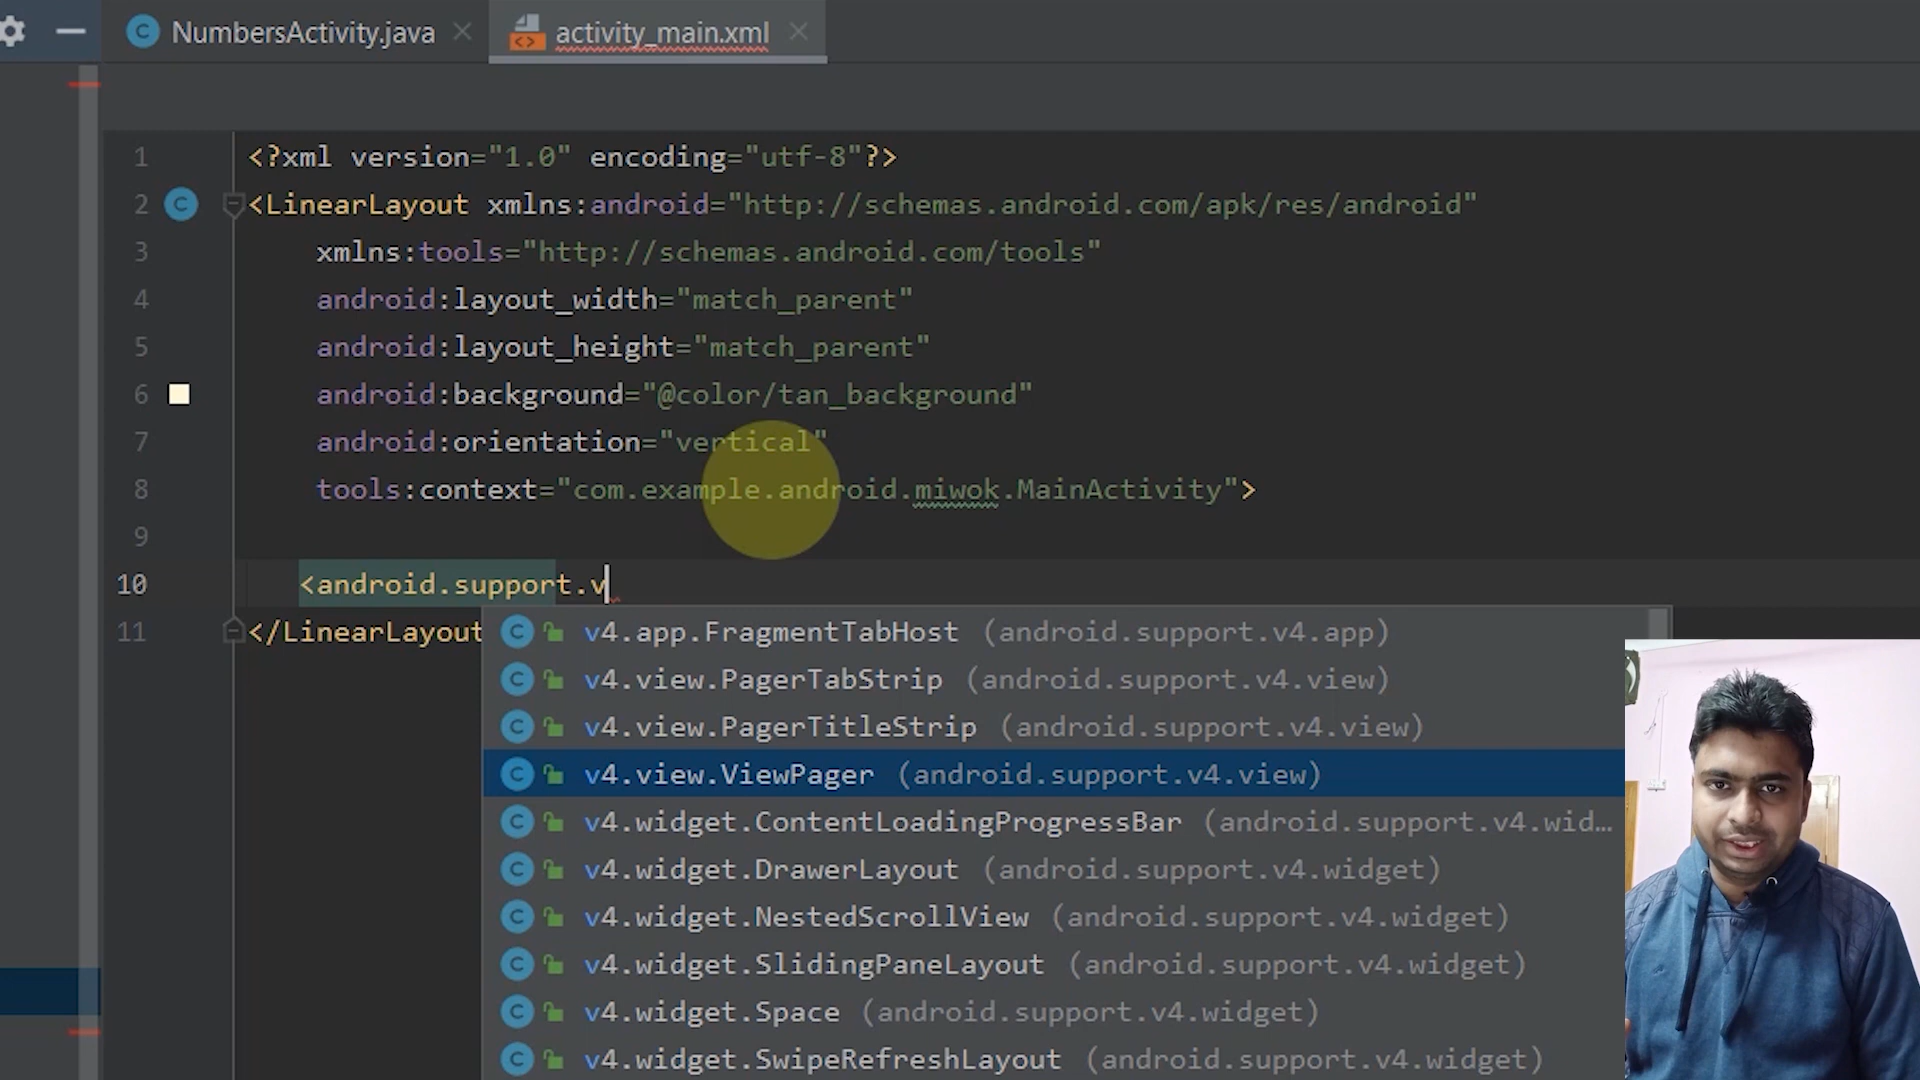 NumbersActivity.java
activity_main.xml
1 <?xml version="1.0" encoding="utf-8"?>
2 <LinearLayout xmlns:android="http://schemas.android.com/apk/res/android"
3 xmlns:tools="http://schemas.android.com/tools"
4 android:layout_width="match_parent"
5 android:layout_height="match_parent"
6 android:background="@color/tan_background"
7 android:orientation="vertical"
8 tools:context="com.example.android.miwok.MainActivity">
9
10 <android.support.v
11 </LinearLayout
v4.app.FragmentTabHost (android.support.v4.app)
v4.view.PagerTabStrip (android.support.v4.view)
v4.view.PagerTitleStrip (android.support.v4.view)
v4.view.ViewPager (android.support.v4.view)
v4.widget.ContentLoadingProgressBar (android.support.v4.wid…
v4.widget.DrawerLayout (android.support.v4.widget)
v4.widget.NestedScrollView (android.support.v4.widget)
v4.widget.SlidingPaneLayout (android.support.v4.widget)
v4.widget.Space (android.support.v4.widget)
v4.widget.SwipeRefreshLayout (android.support.v4.widget)